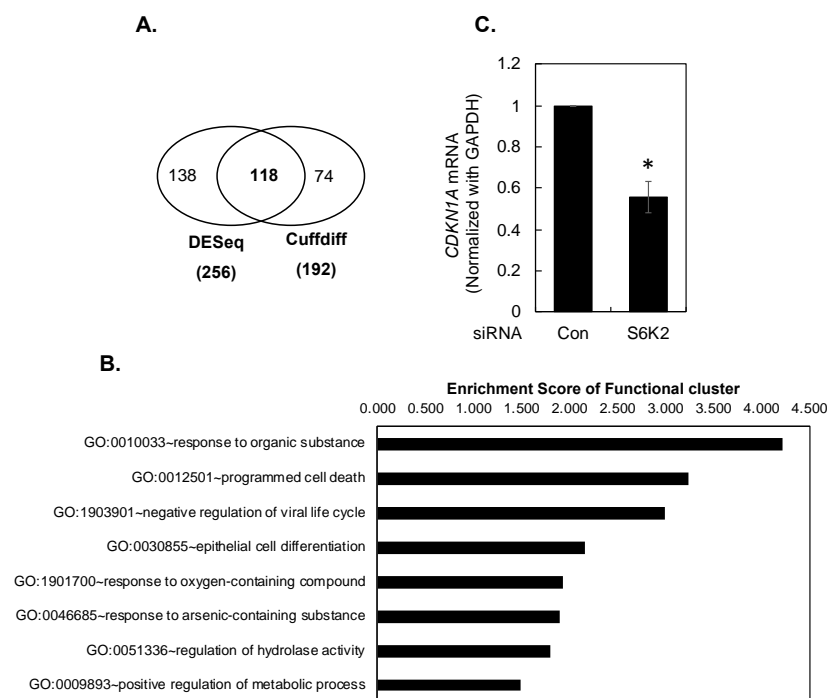 A.
138
118
74
DESeq
Cuffdiff
(256)
(192)
C.
CDKN1A mRNA
(Normalized with GAPDH)
1.2
1
0.8
0.6
0.4
0.2
0
*
siRNA Con S6K2
B.
Enrichment Score of Functional cluster
0.000 0.500 1.000 1.500 2.000 2.500 3.000 3.500 4.000 4.500
GO:0010033~response to organic substance
GO:0012501~programmed cell death
GO:1903901~negative regulation of viral life cycle
GO:0030855~epithelial cell differentiation
GO:1901700~response to oxygen-containing compound
GO:0046685~response to arsenic-containing substance
GO:0051336~regulation of hydrolase activity
GO:0009893~positive regulation of metabolic process